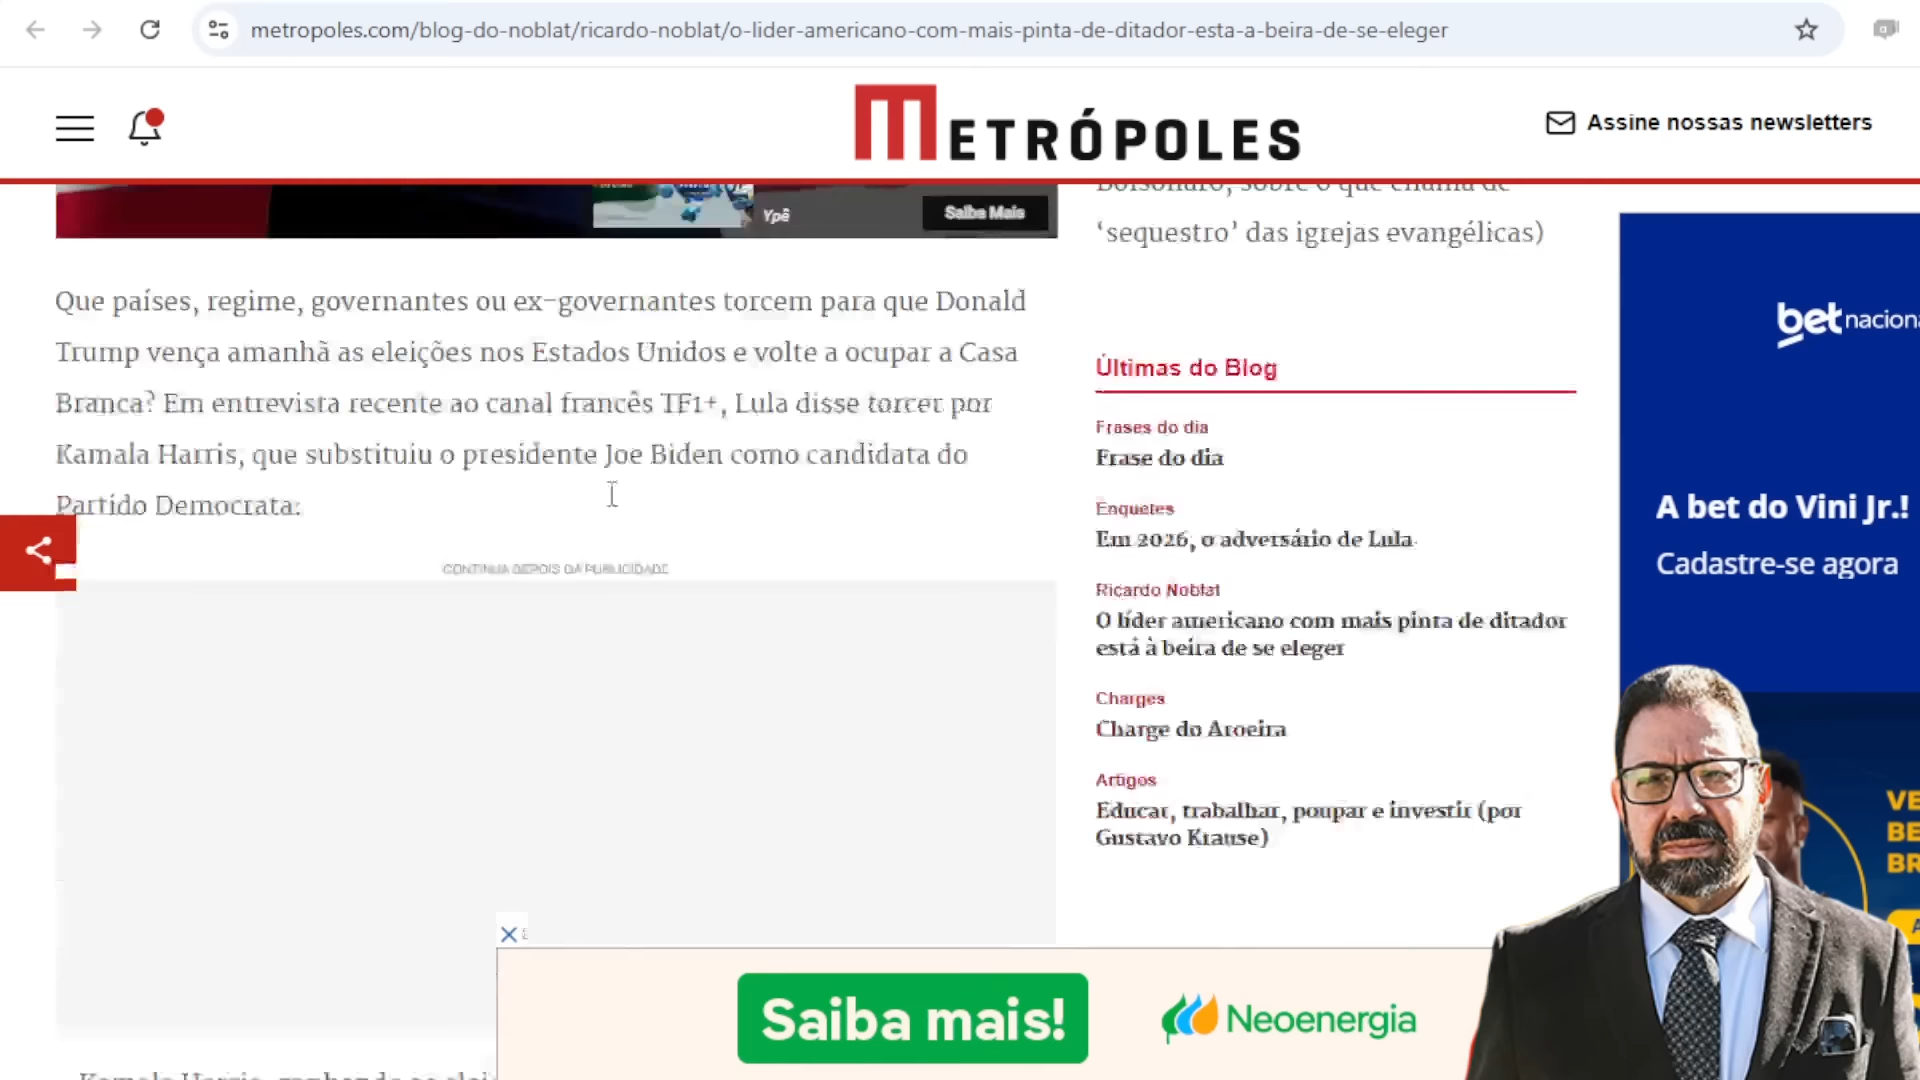 metropoles.com/blog-do-noblat/ricardo-noblat/o-lider-americano-com-mais-pinta-de-ditador-esta-a-beira-de-se-eleger
METRÓPOLES
Assine nossas newsletters
Ypê
Saiba Mais
Bolsonaro, sobre o que chama de
‘sequestro’ das igrejas evangélicas)
Que países, regime, governantes ou ex-governantes torcem para que Donald
Trump vença amanhã as eleições nos Estados Unidos e volte a ocupar a Casa
Branca? Em entrevista recente ao canal francês TF1+, Lula disse torcer por
Kamala Harris, que substituiu o presidente Joe Biden como candidata do
Partido Democrata:
CONTINUA DEPOIS DA PUBLICIDADE
Últimas do Blog
Frases do dia
Frase do dia
Enquetes
Em 2026, o adversário de Lula
Ricardo Noblat
O líder americano com mais pinta de ditador
está à beira de se eleger
Charges
Charge do Aroeira
Artigos
Educar, trabalhar, poupar e investir (por
Gustavo Krause)
bet naciona
A bet do Vini Jr.!
Cadastre-se agora
VE
BE
BR
Saiba mais!
Neoenergia